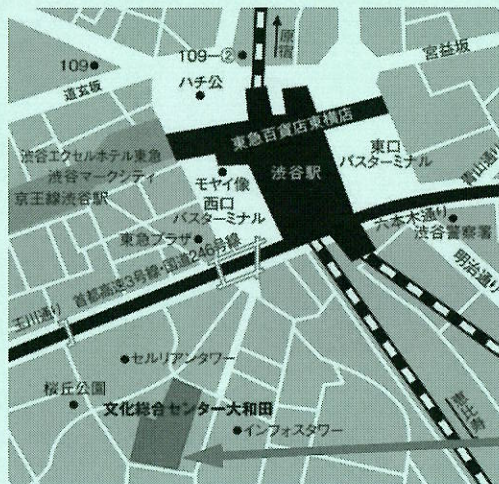 原宿
109-②
109
宮益坂
道玄坂
ハチ公
東急百貨店東横店
渋谷エクセルホテル東急
渋谷マークシティ
京王線渋谷駅
モヤイ像
渋谷駅
東口
バスターミナル
青山通り
西口
バスターミナル
六本木通り
渋谷警察署
東急プラザ
明治通り
玉川通り
首都高速3号線・国道246号線
セルリアンタワー
桜丘公園
文化総合センター大和田
インフォスタワー
恵比寿